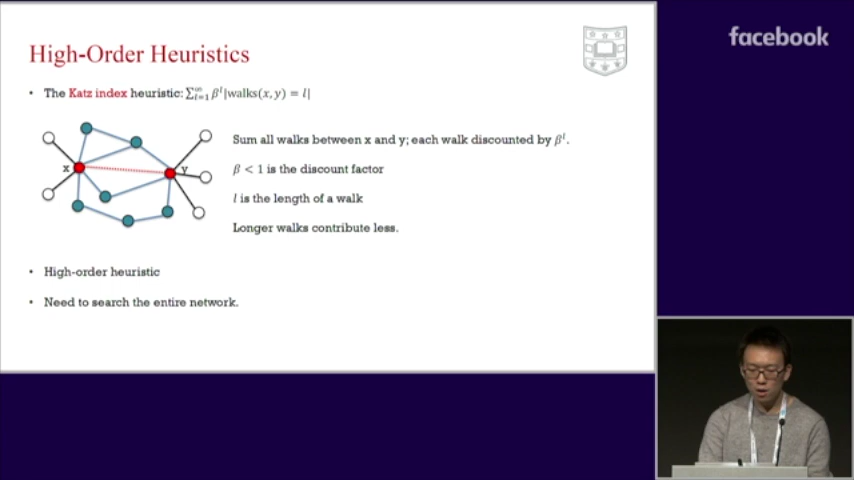 High-Order Heuristics
facebook
• The Katz index heuristic: ∑_{l=1}^{∞} β^l |walks(x, y) = l|
Sum all walks between x and y; each walk discounted by β^l.
x
y
β < 1 is the discount factor
l is the length of a walk
Longer walks contribute less.
• High-order heuristic
• Need to search the entire network.